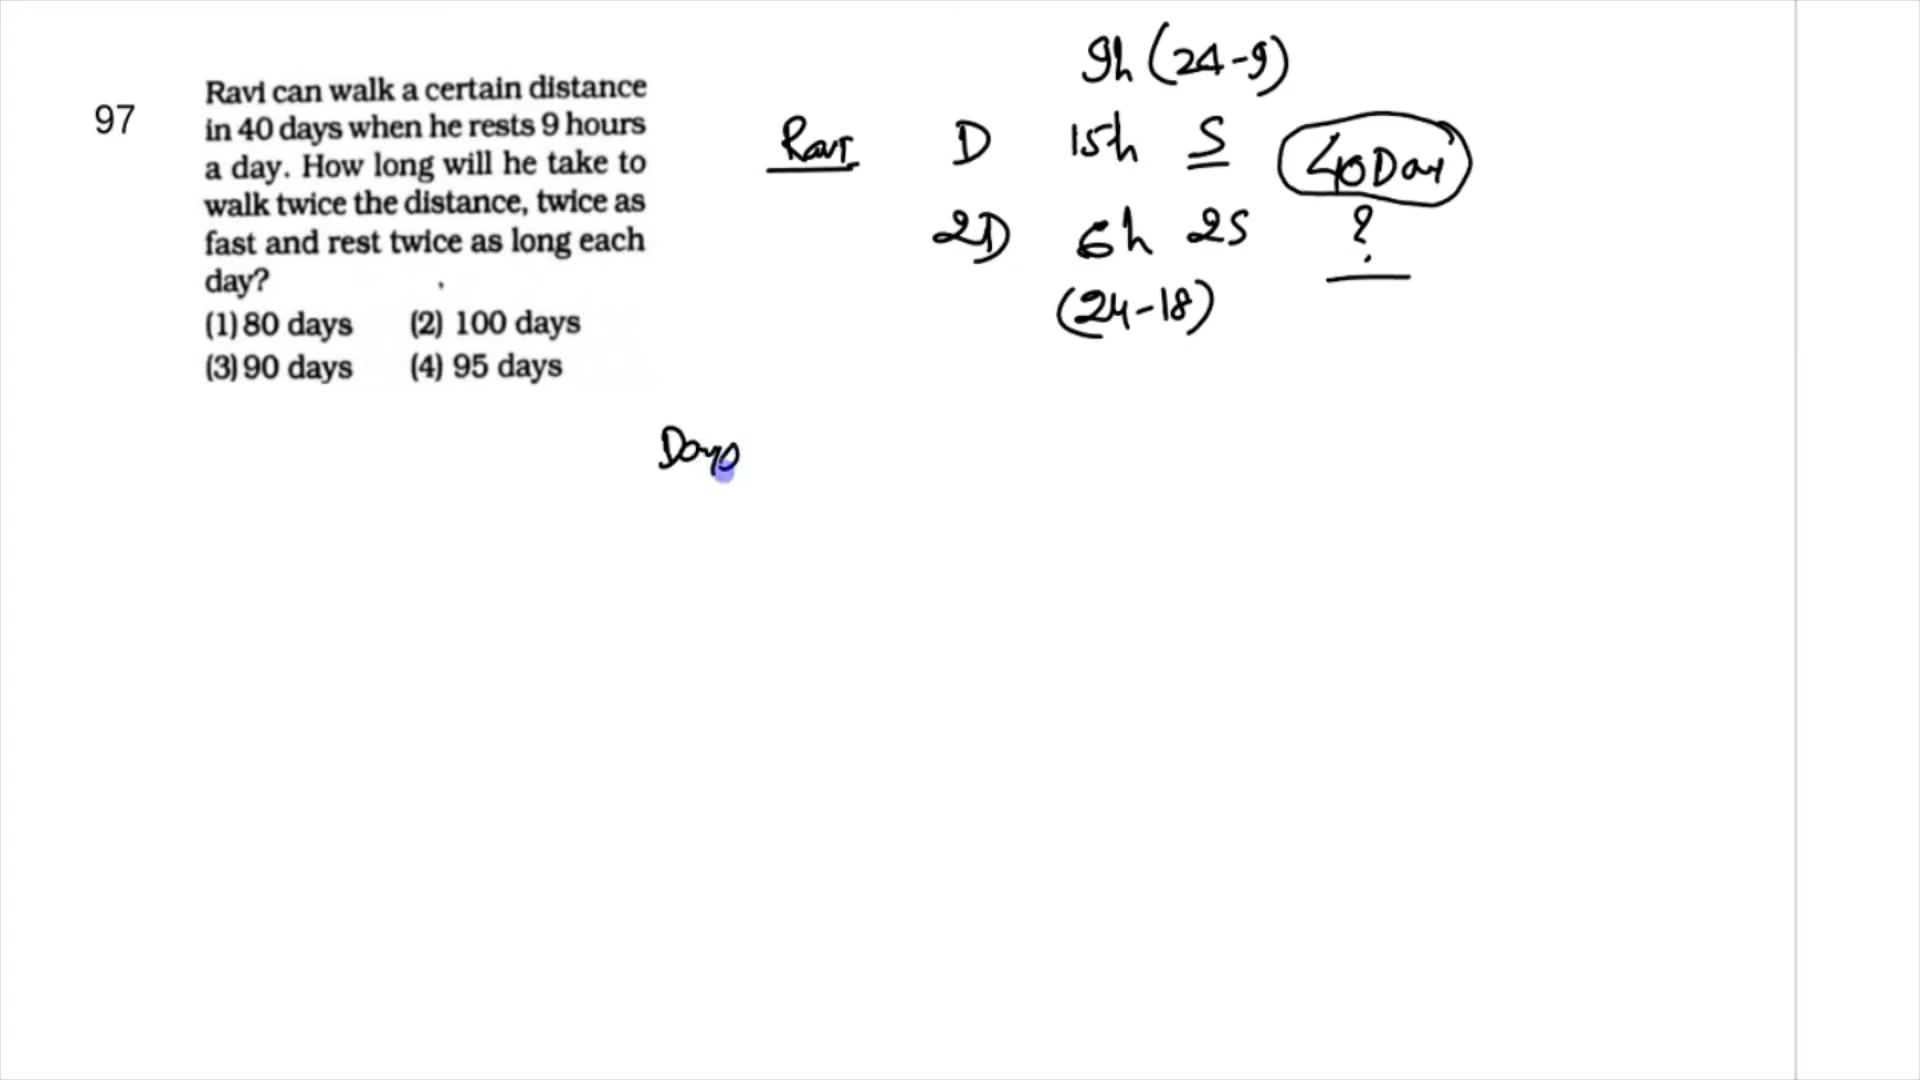 97
Ravi can walk a certain distance
in 40 days when he rests 9 hours
a day. How long will he take to
walk twice the distance, twice as
fast and rest twice as long each
day?
(1) 80 days (2) 100 days
(3) 90 days (4) 95 days
9h (24-9)
Ravi D 15h S 40 Day
2D 6h 2S ?
(24-18)
Days